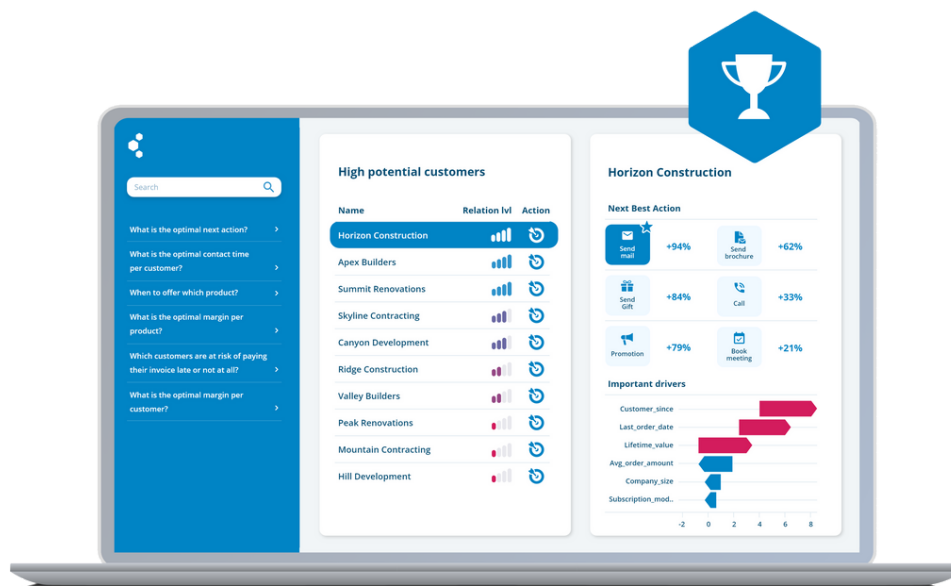 Search
What is the optimal next action?
What is the optimal contact time
per customer?
When to offer which product?
What is the optimal margin per
product?
Which customers are at risk of paying
their invoice late or not at all?
What is the optimal margin per
customer?
High potential customers
Name Relation lvl Action
Horizon Construction
Apex Builders
Summit Renovations
Skyline Contracting
Canyon Development
Ridge Construction
Valley Builders
Peak Renovations
Mountain Contracting
Hill Development
Horizon Construction
Next Best Action
Send
mail
+94%
Send
brochure
+62%
Send
Gift
+84%
Call
+33%
Promotion
+79%
Book
meeting
+21%
Important drivers
Customer_since
Last_order_date
Lifetime_value
Avg_order_amount
Company_size
Subscription_mod..
-2 0 2 4 6 8